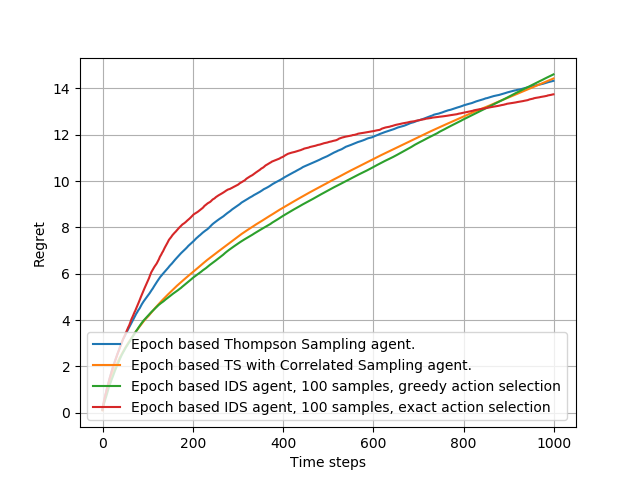 14
12
10
8
6
4
2
0
Regret
Epoch based Thompson Sampling agent.
Epoch based TS with Correlated Sampling agent.
Epoch based IDS agent, 100 samples, greedy action selection
Epoch based IDS agent, 100 samples, exact action selection
0 200 400 600 800 1000
Time steps